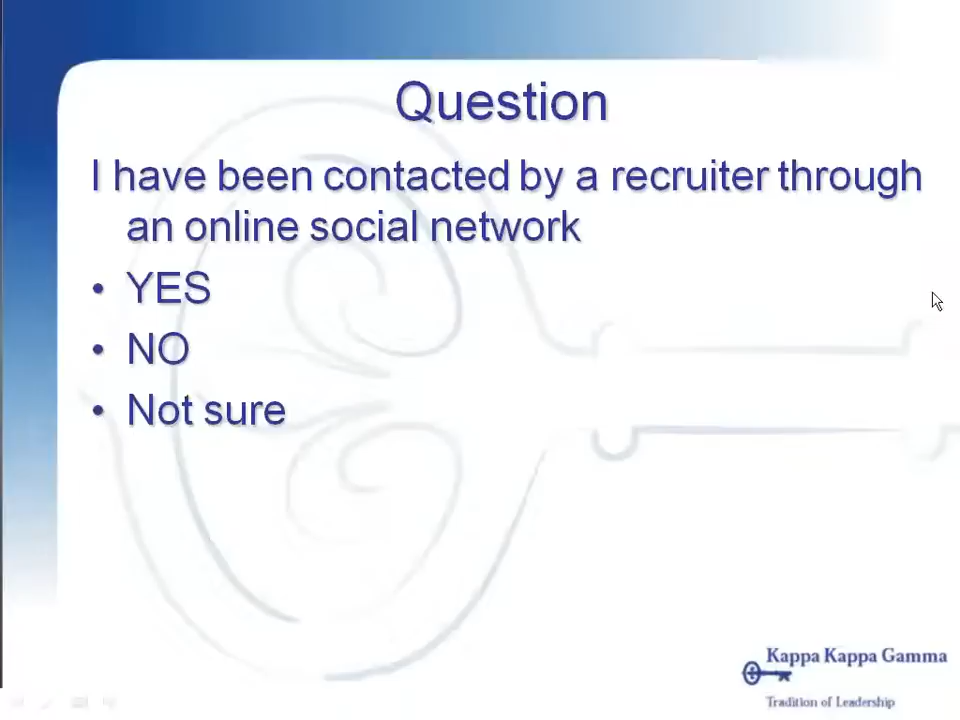 Question
I have been contacted by a recruiter through
an online social network
• YES
• NO
• Not sure
Kappa Kappa Gamma
Tradition of Leadership